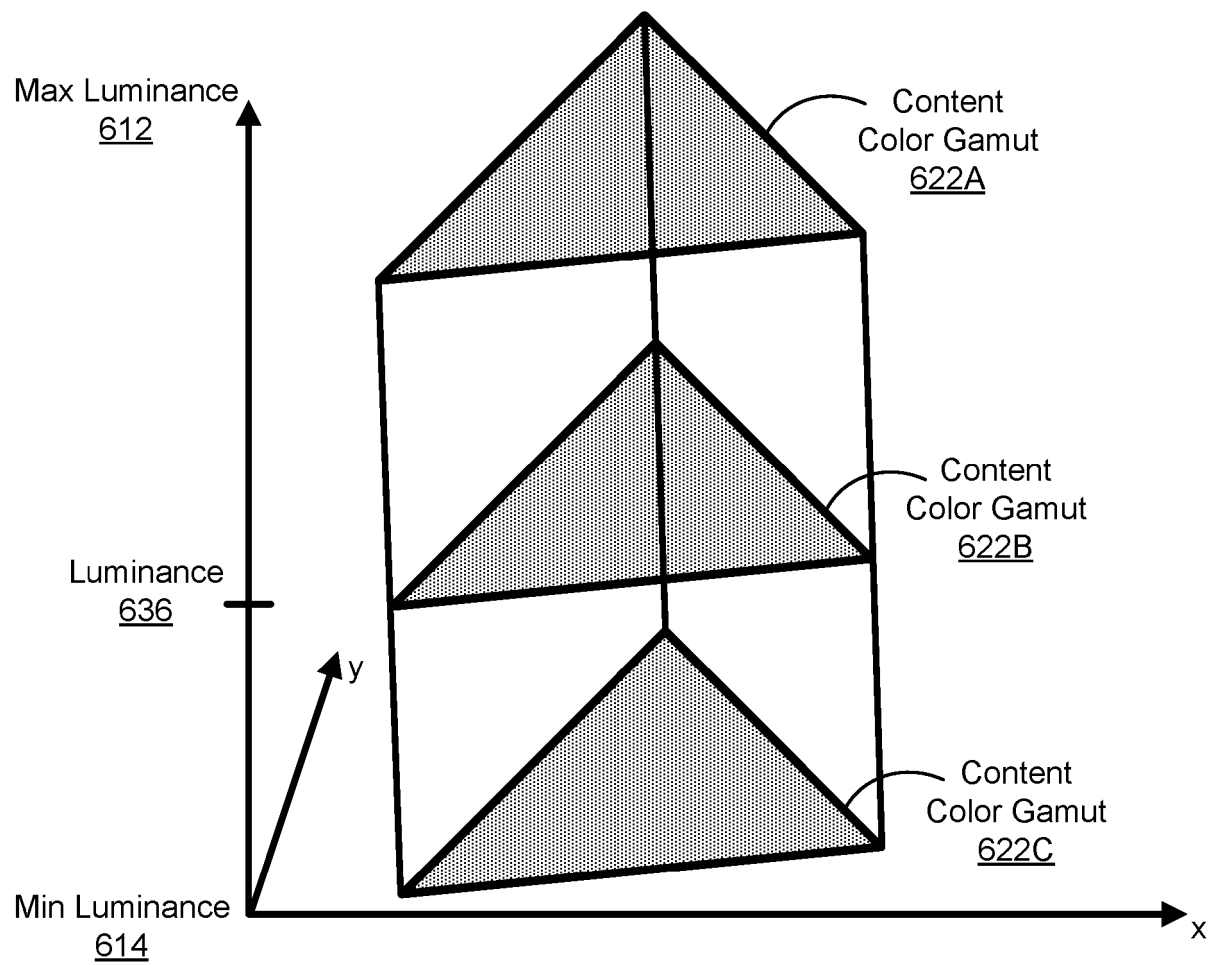 Max Luminance
612
Content
Color Gamut
622A
Content
Color Gamut
622B
Luminance
636
y
Content
Color Gamut
622C
Min Luminance
614
x